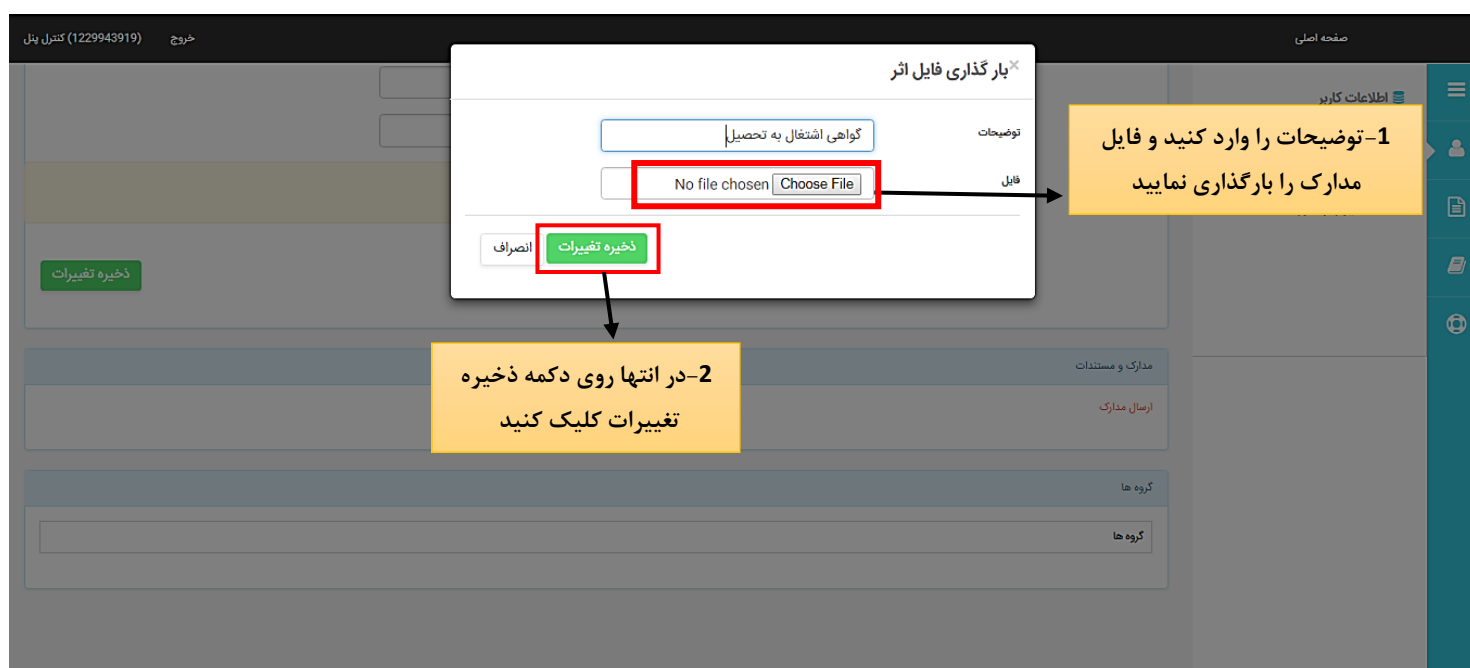 صفحه اصلی
خروج
(1229943919) کنترل پنل
اطلاعات کاربر
×بار گذاری فایل اثر
توضیحات
گواهی اشتغال به تحصیل
فایل
Choose File No file chosen
ذخیره تغییرات
انصراف
1-توضیحات را وارد کنید و فایل
مدارک را بارگذاری نمایید
ذخیره تغییرات
2-در انتها روی دکمه ذخیره
تغییرات کلیک کنید
مدارک و مستندات
ارسال مدارک
گروه ها
گروه ها